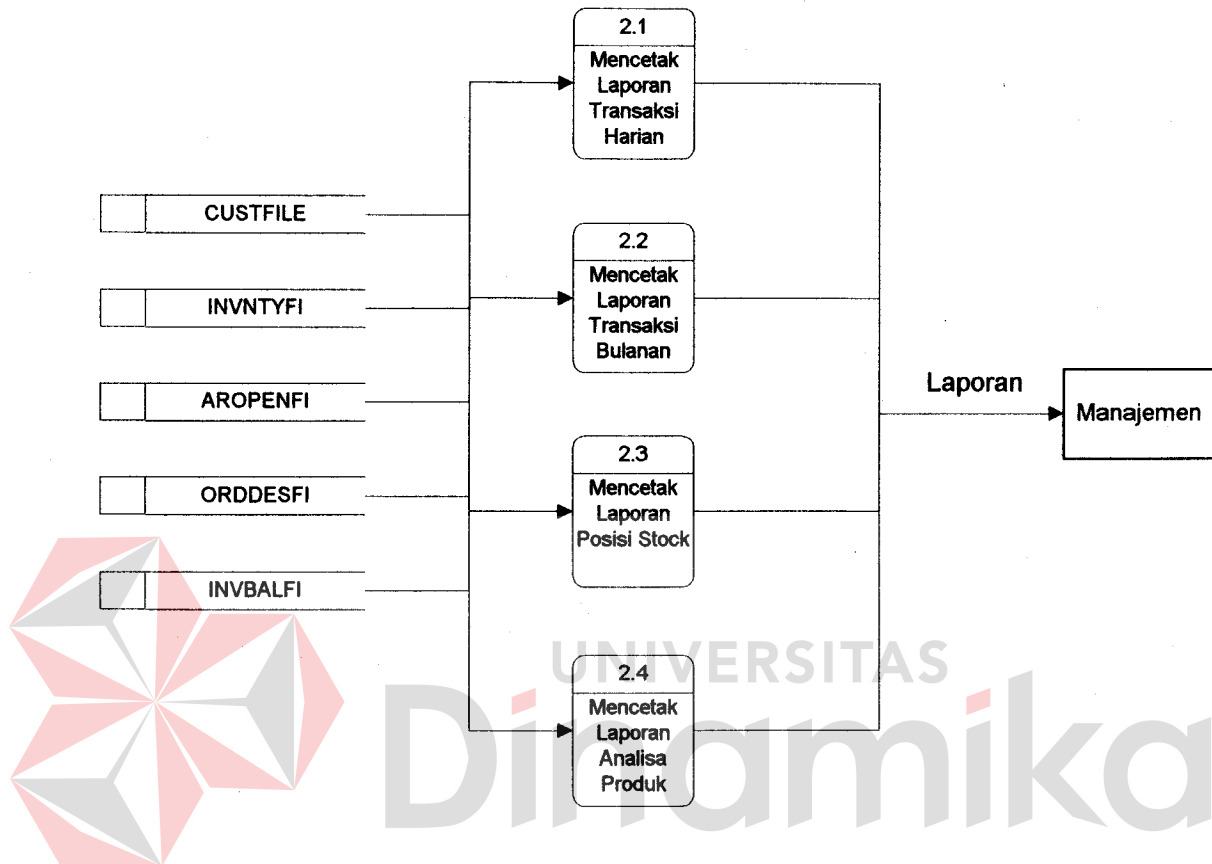 2.1
Mencetak
Laporan
Transaksi
Harian
CUSTFILE
INVNTYFI
AROPENFI
ORDDESFI
INVBALFI
2.2
Mencetak
Laporan
Transaksi
Bulanan
2.3
Mencetak
Laporan
Posisi Stock
2.4
Mencetak
Laporan
Analisa
Produk
Laporan
Manajemen
UNIVERSITAS
Dinamika